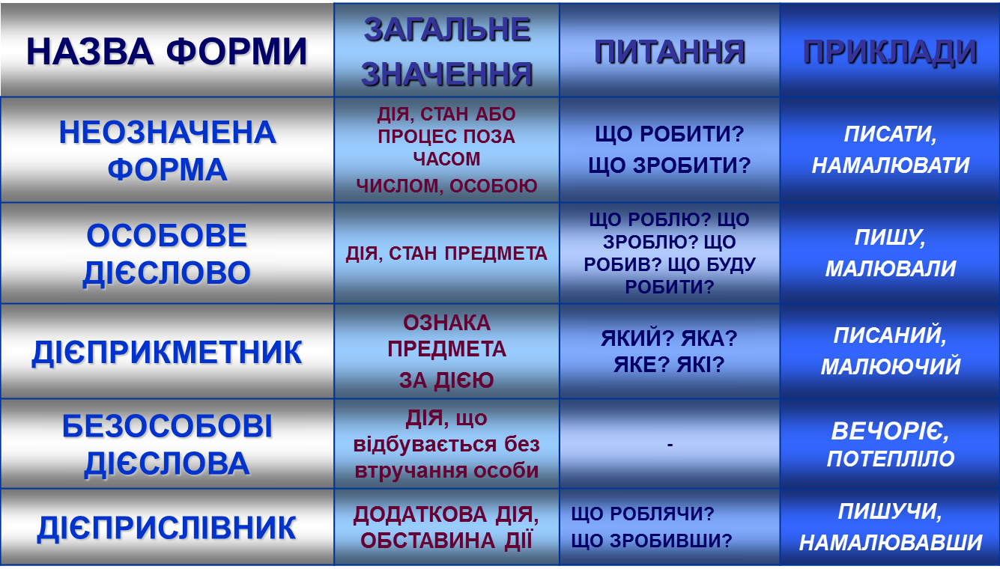 НАЗВА ФОРМИ
ЗАГАЛЬНЕ
ЗНАЧЕННЯ
ПИТАННЯ
ПРИКЛАДИ
НЕОЗНАЧЕНА
ФОРМА
ДІЯ, СТАН АБО
ПРОЦЕС ПОЗА
ЧАСОМ
ЧИСЛОМ, ОСОБОЮ
ЩО РОБИТИ?
ЩО ЗРОБИТИ?
ПИСАТИ,
НАМАЛЮВАТИ
ОСОБОВЕ
ДІЄСЛОВО
ДІЯ, СТАН ПРЕДМЕТА
ЩО РОБЛЮ? ЩО
ЗРОБЛЮ? ЩО
РОБИВ? ЩО БУДУ
РОБИТИ?
ПИШУ,
МАЛЮВАЛИ
ДІЄПРИКМЕТНИК
ОЗНАКА
ПРЕДМЕТА
ЗА ДІЄЮ
ЯКИЙ? ЯКА?
ЯКЕ? ЯКІ?
ПИСАНИЙ,
МАЛЮЮЧИЙ
БЕЗОСОБОВІ
ДІЄСЛОВА
ДІЯ, що
відбувається без
втручання особи
-
ВЕЧОРІЄ,
ПОТЕПЛІЛО
ДІЄПРИСЛІВНИК
ДОДАТКОВА ДІЯ,
ОБСТАВИНА ДІЇ
ЩО РОБЛЯЧИ?
ЩО ЗРОБИВШИ?
ПИШУЧИ,
НАМАЛЮВАВШИ